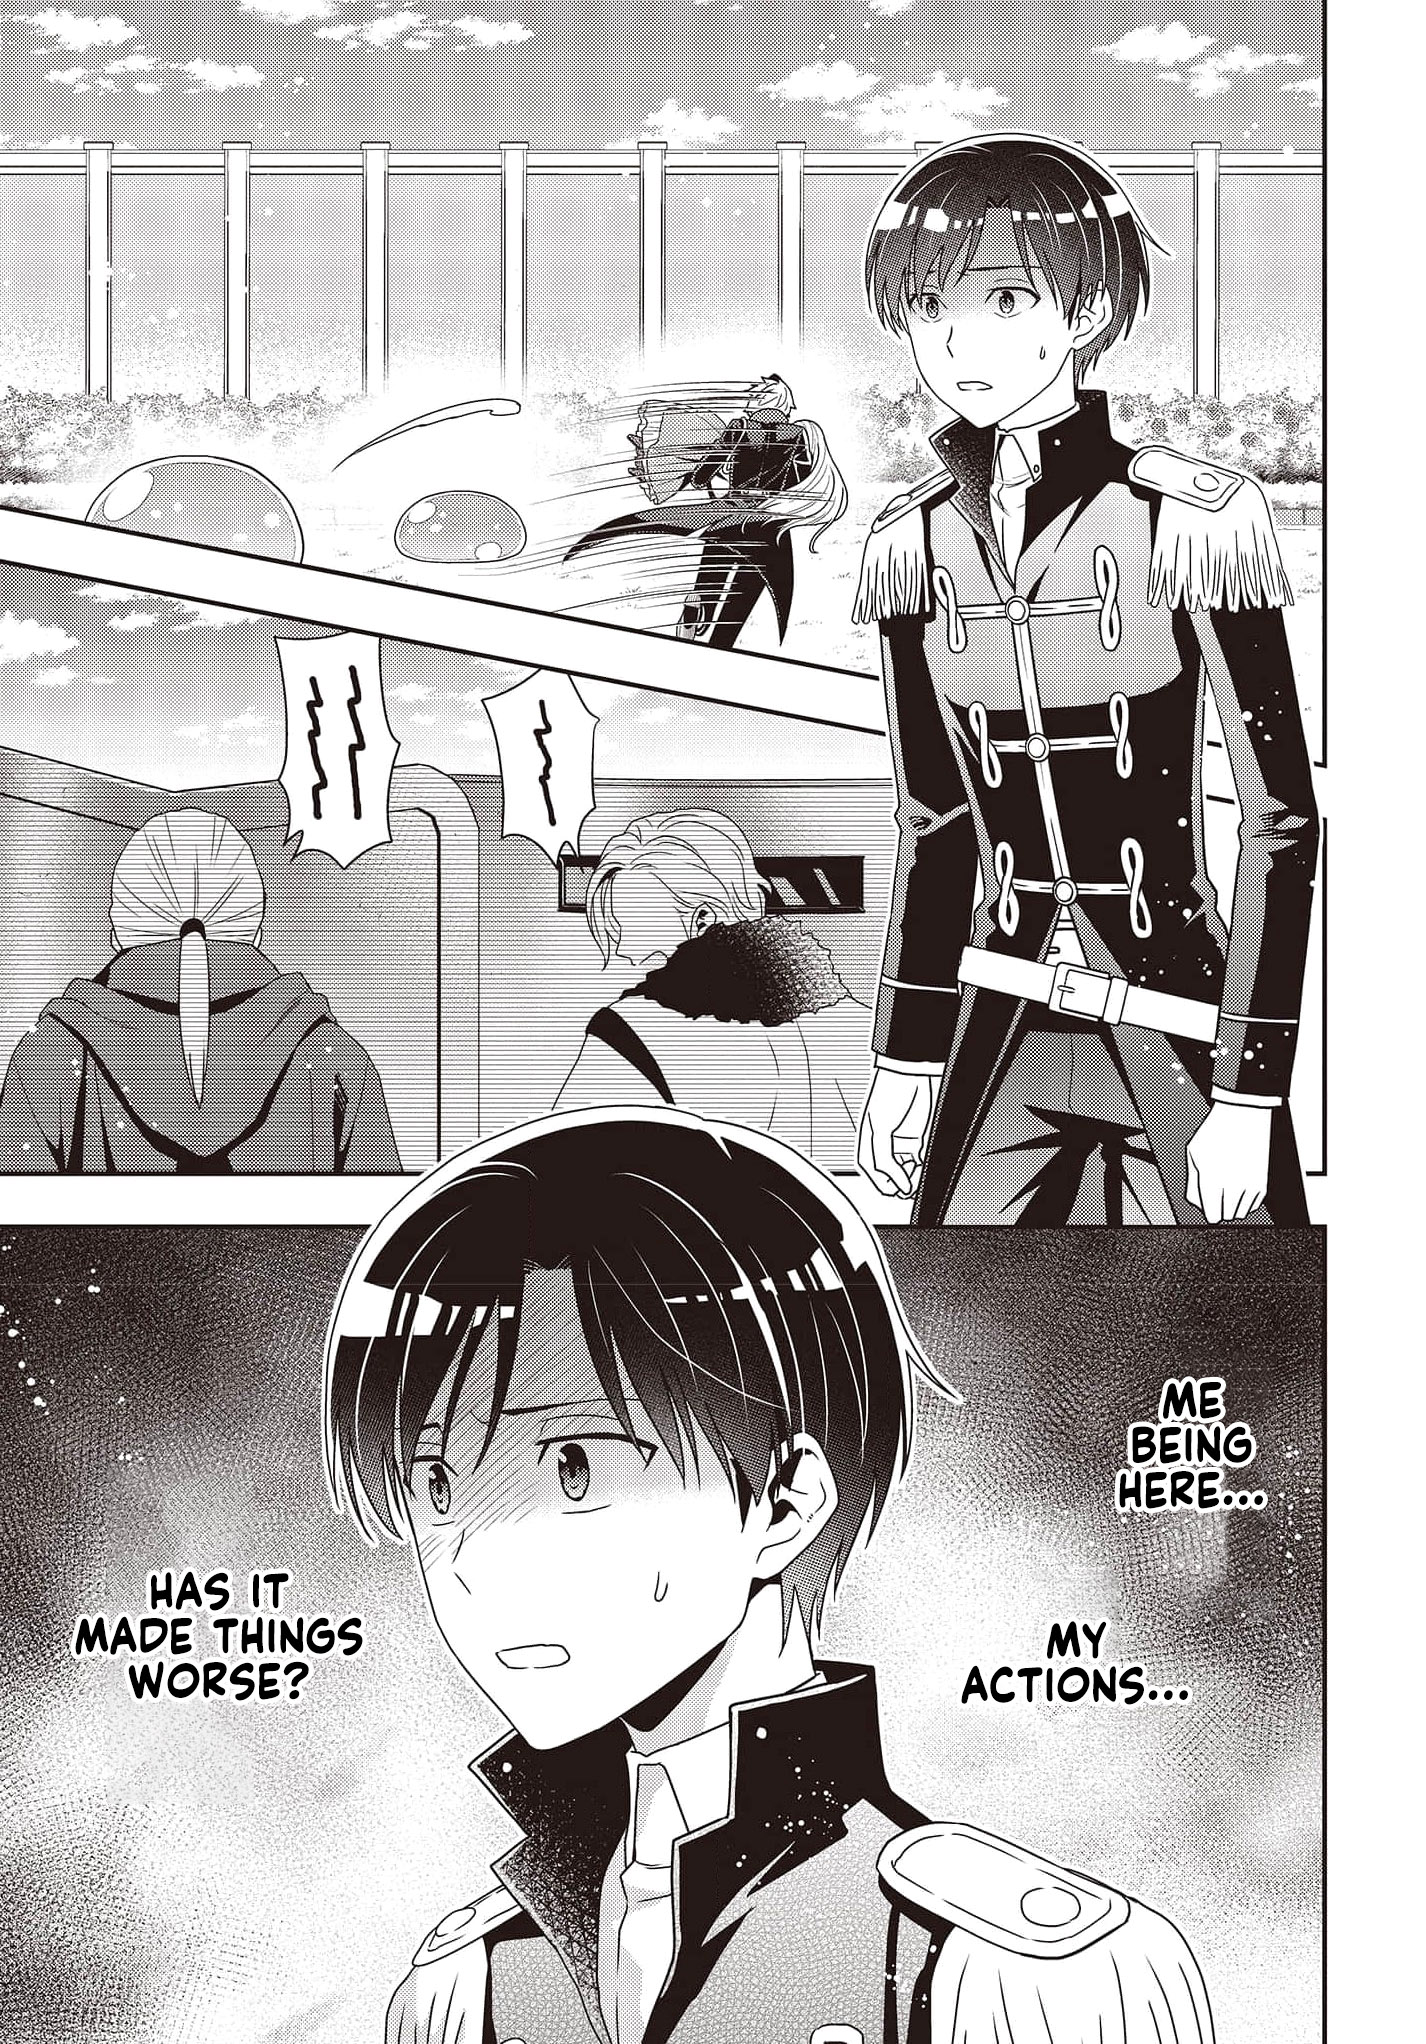 ME
BEING
HERE...
MY
ACTIONS...
HAS IT
MADE THINGS
WORSE?